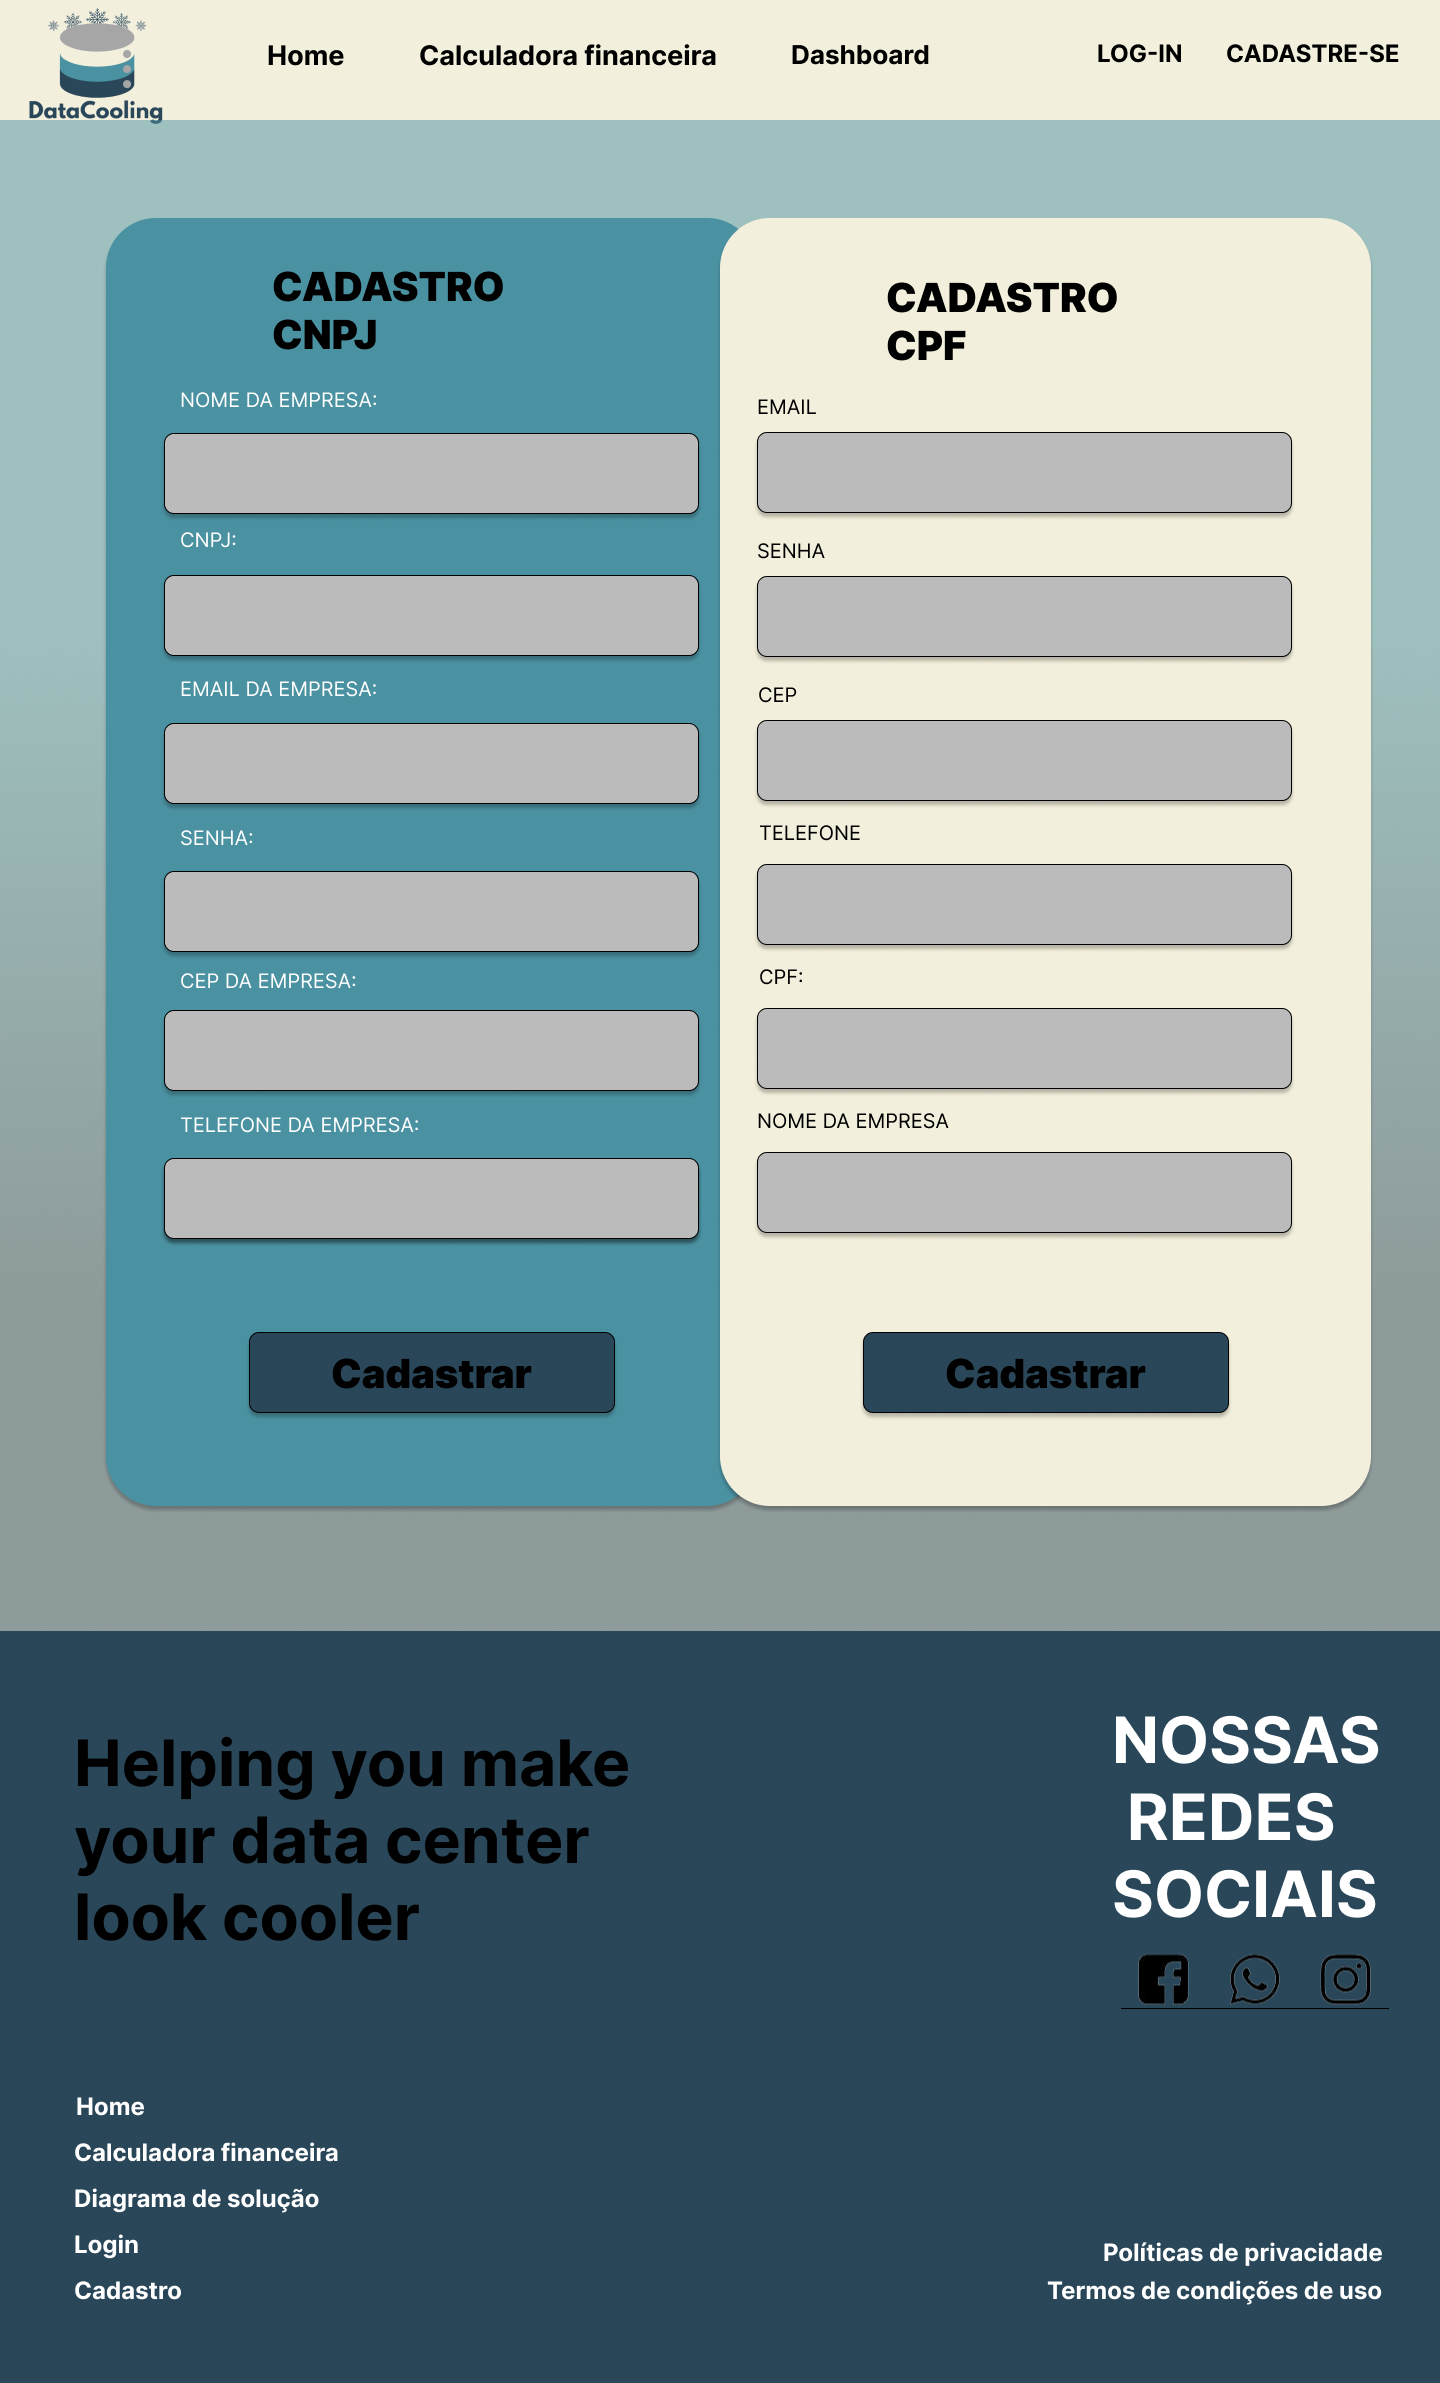 DataCooling
Home
Calculadora financeira
Dashboard
LOG-IN
CADASTRE-SE
CADASTRO
CNPJ
NOME DA EMPRESA:
CNPJ:
EMAIL DA EMPRESA:
SENHA:
CEP DA EMPRESA:
TELEFONE DA EMPRESA:
Cadastrar
CADASTRO
CPF
EMAIL
SENHA
CEP
TELEFONE
CPF:
NOME DA EMPRESA
Cadastrar
Helping you make
your data center
look cooler
NOSSAS
REDES
SOCIAIS
Home
Calculadora financeira
Diagrama de solução
Login
Cadastro
Políticas de privacidade
Termos de condições de uso